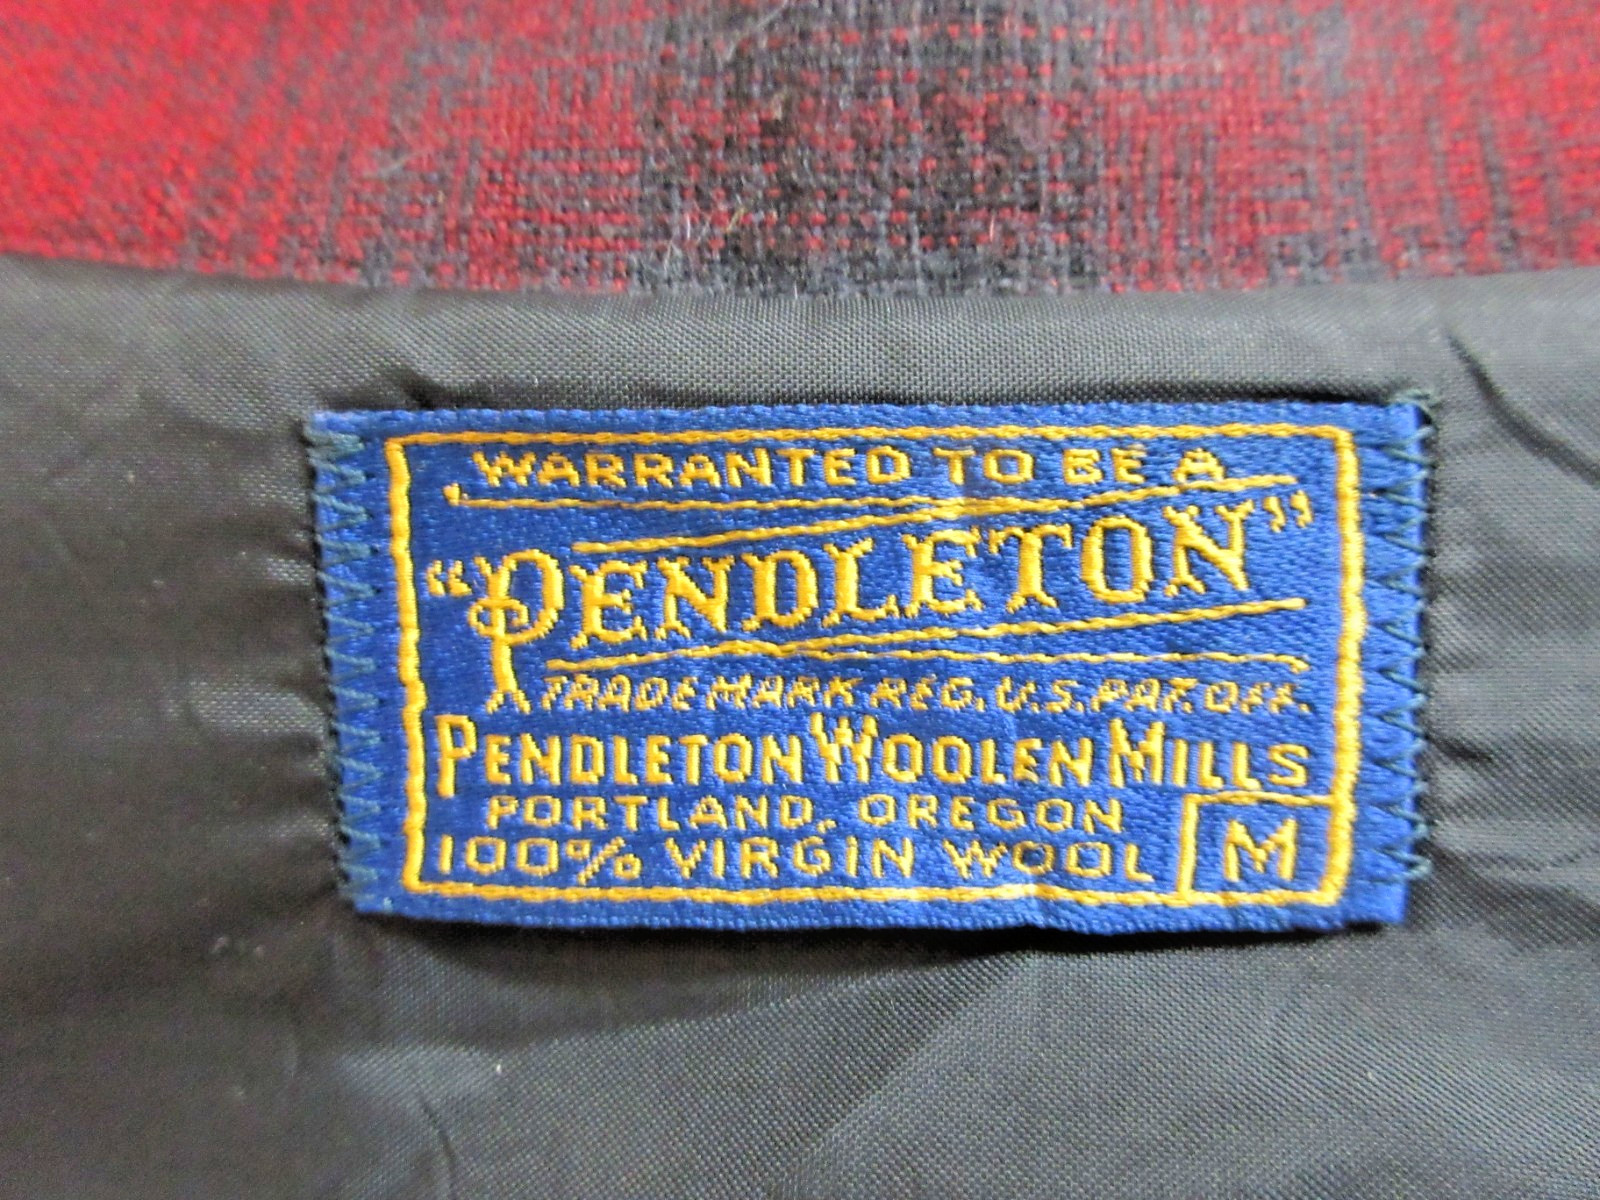 WARRANTED TO BE A
"PENDLETON"
TRADE MARK REG. U.S. PAT. OFF.
PENDLETON WOOLEN MILLS
PORTLAND, OREGON
100% VIRGIN WOOL
M